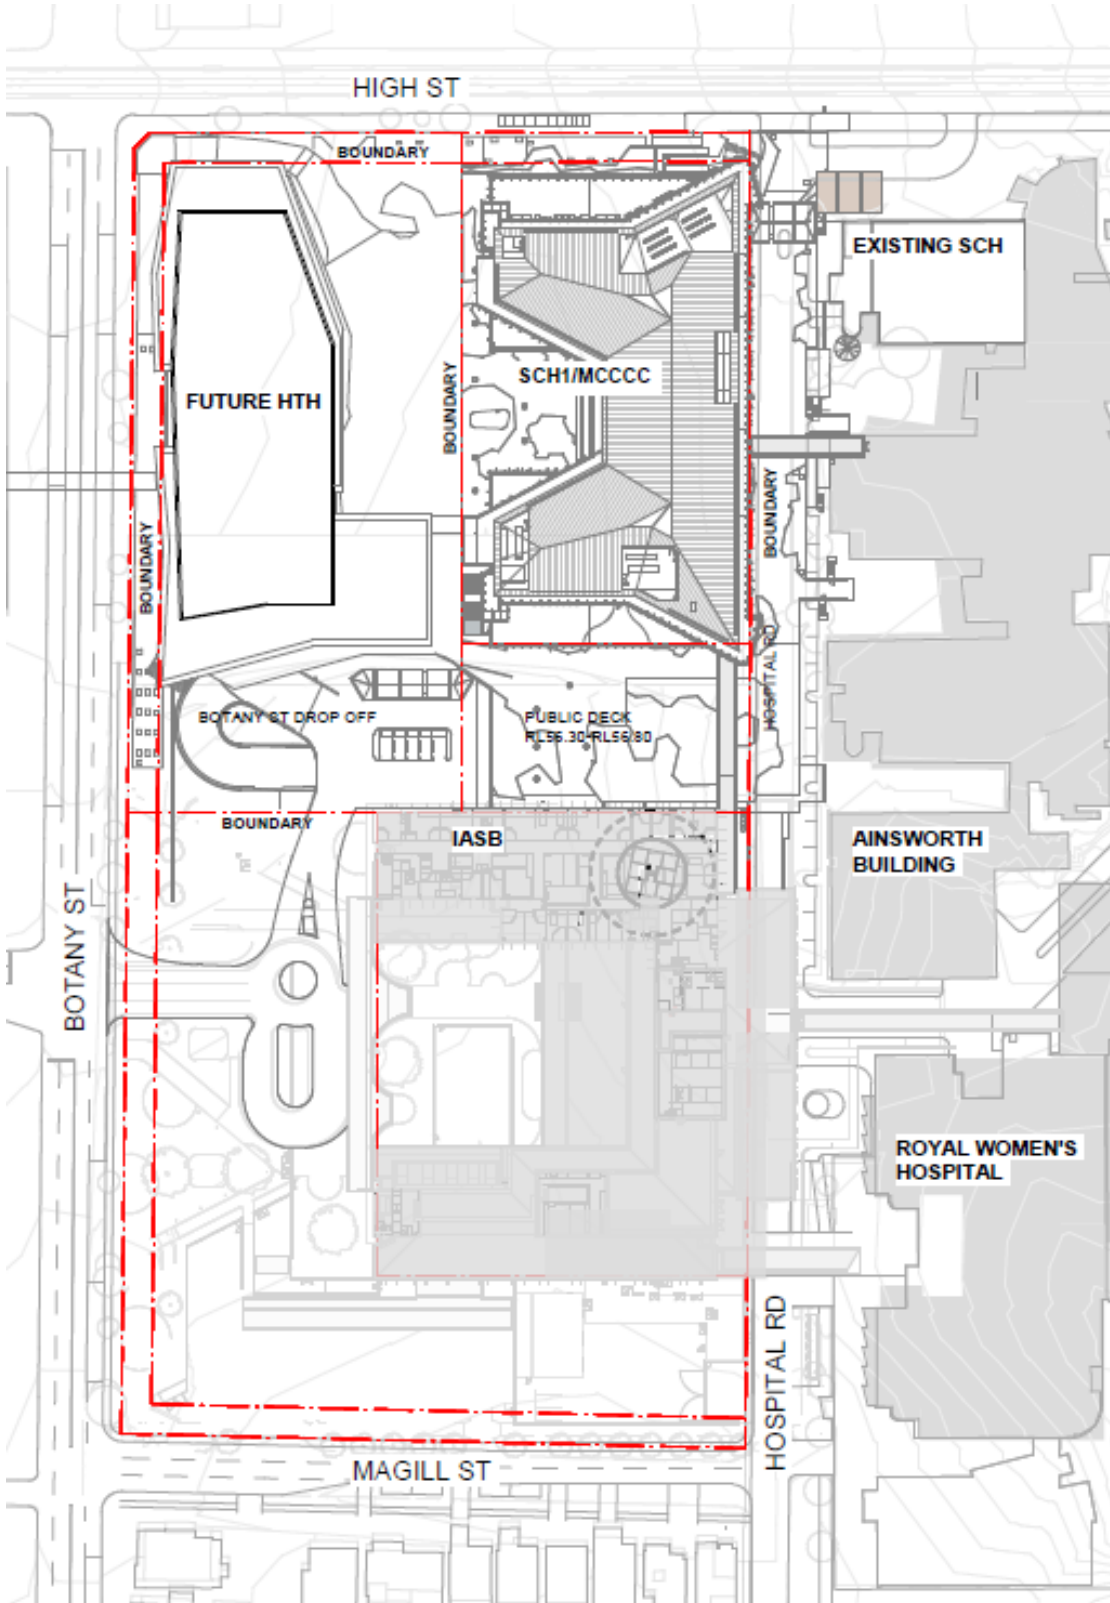 HIGH ST
BOUNDARY
EXISTING SCH
SCH1/MCCCC
FUTURE HTH
BOUNDARY
BOUNDARY
BOUNDARY
HOSPITAL RD
BOTANY ST DROP OFF
PUBLIC DECK
RL56.30-RL56.80
BOUNDARY
IASB
AINSWORTH
BUILDING
BOTANY ST
ROYAL WOMEN'S
HOSPITAL
HOSPITAL RD
MAGILL ST